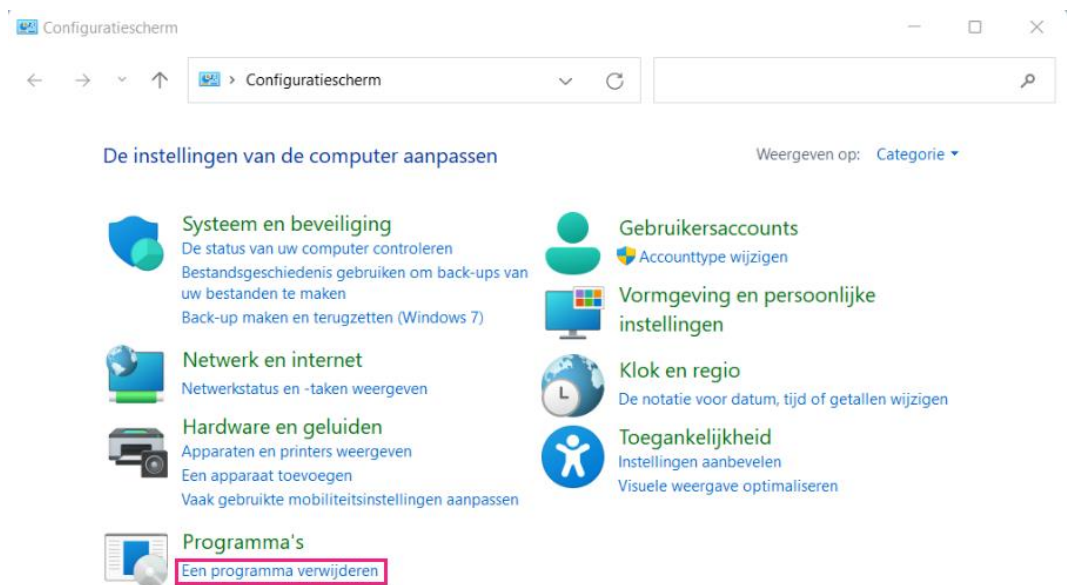 Configuratiescherm
Configuratiescherm
De instellingen van de computer aanpassen
Weergeven op: Categorie
Systeem en beveiliging
De status van uw computer controleren
Bestandsgeschiedenis gebruiken om back-ups van
uw bestanden te maken
Back-up maken en terugzetten (Windows 7)
Netwerk en internet
Netwerkstatus en -taken weergeven
Hardware en geluiden
Apparaten en printers weergeven
Een apparaat toevoegen
Vaak gebruikte mobiliteitsinstellingen aanpassen
Programma's
Een programma verwijderen
Gebruikersaccounts
Accounttype wijzigen
Vormgeving en persoonlijke
instellingen
Klok en regio
De notatie voor datum, tijd of getallen wijzigen
Toegankelijkheid
Instellingen aanbevelen
Visuele weergave optimaliseren